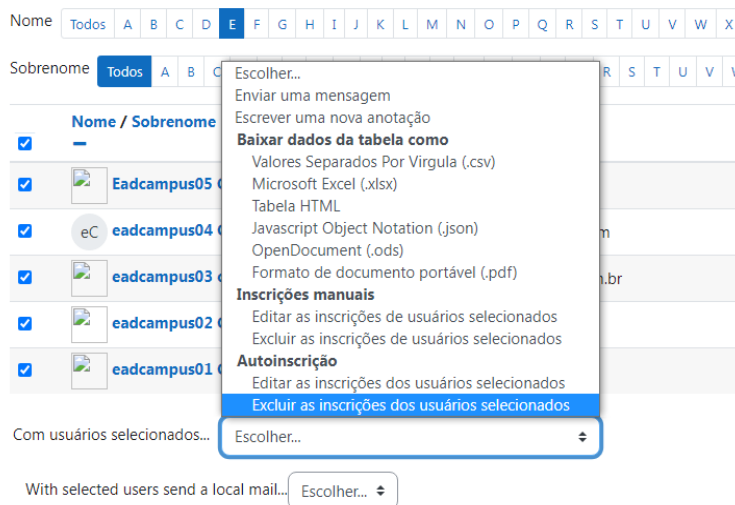 Nome Todos A B C D E F G H I J K L M N O P Q R S T U V W X
Sobrenome Todos A B C R S T U V
Nome / Sobrenome
Eadcampus05
eC eadcampus04 m
eadcampus03 n.br
eadcampus02
eadcampus01
Escolher...
Enviar uma mensagem
Escrever uma nova anotação
Baixar dados da tabela como
Valores Separados Por Virgula (.csv)
Microsoft Excel (.xlsx)
Tabela HTML
Javascript Object Notation (.json)
OpenDocument (.ods)
Formato de documento portável (.pdf)
Inscrições manuais
Editar as inscrições de usuários selecionados
Excluir as inscrições de usuários selecionados
Autoinscrição
Editar as inscrições dos usuários selecionados
Excluir as inscrições dos usuários selecionados
Com usuários selecionados... Escolher...
With selected users send a local mail... Escolher...